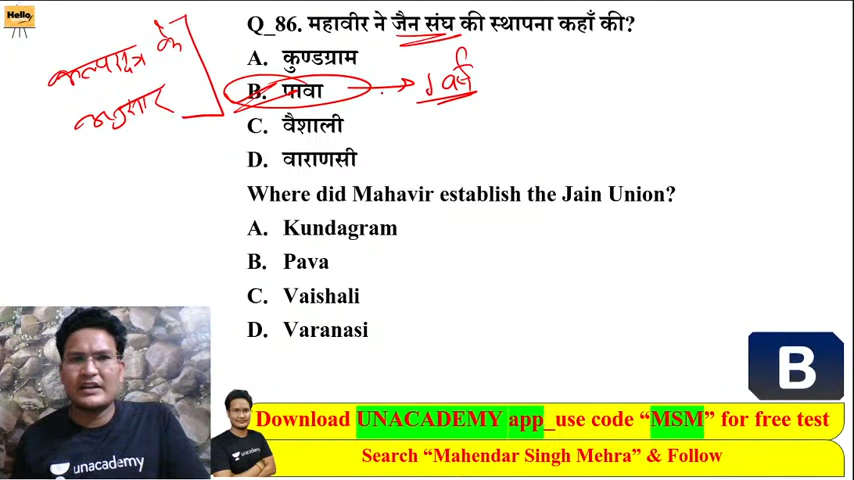 Hello
Q_86. महावीर ने जैन संघ की स्थापना कहाँ की?
कल्पसूत्र के
अनुसार
A. कुण्डग्राम
B. पावा
1 वर्ष
C. वैशाली
D. वाराणसी
Where did Mahavir establish the Jain Union?
A. Kundagram
B. Pava
C. Vaishali
D. Varanasi
B
unacademy
unacademy
Download UNACADEMY app_use code “MSM” for free test
Search “Mahendar Singh Mehra” & Follow